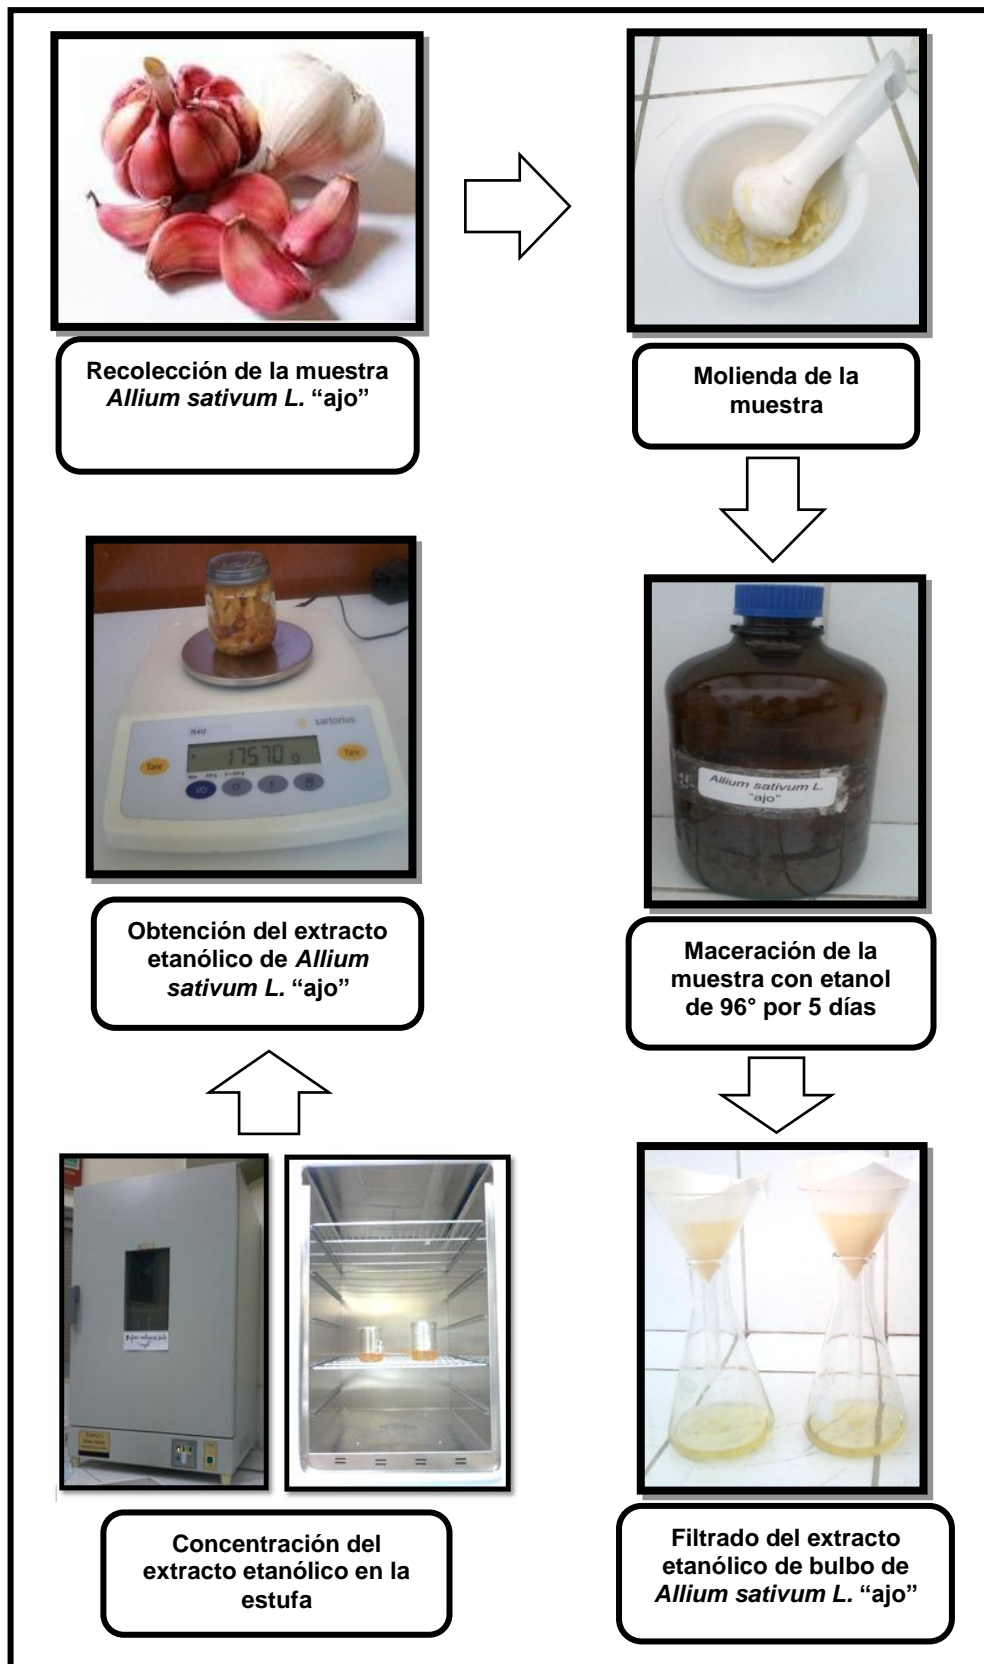 Recolección de la muestra
Allium sativum L. “ajo”
Molienda de la
muestra
Allium sativum L.
"ajo"
Maceración de la
muestra con etanol
de 96° por 5 días
Filtrado del extracto
etanólico de bulbo de
Allium sativum L. “ajo”
Concentración del
extracto etanólico en la
estufa
sartorius
175.70 g
Tare
Tare
I/O
CF
F
Obtención del extracto
etanólico de Allium
sativum L. “ajo”